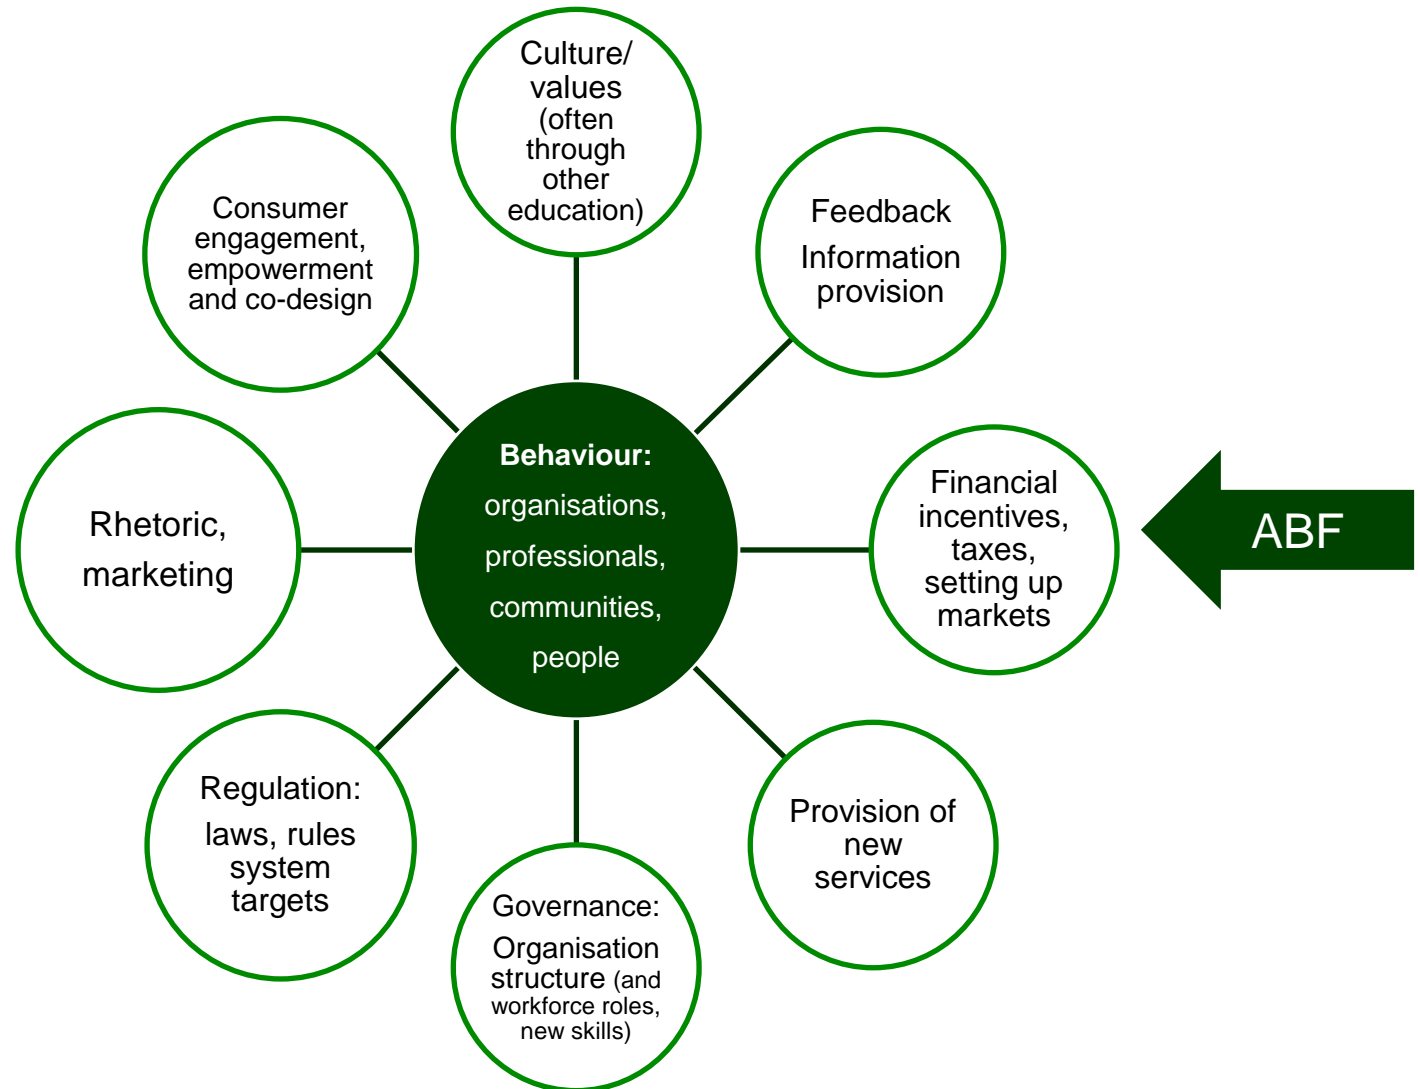 Culture/
values
(often
through
other
education)
Feedback
Information
provision
Financial
incentives,
taxes,
setting up
markets
ABF
Provision of
new
services
Governance:
Organisation
structure (and
workforce roles,
new skills)
Regulation:
laws, rules
system
targets
Rhetoric,
marketing
Consumer
engagement,
empowerment
and co-design
Behaviour:
organisations,
professionals,
communities,
people